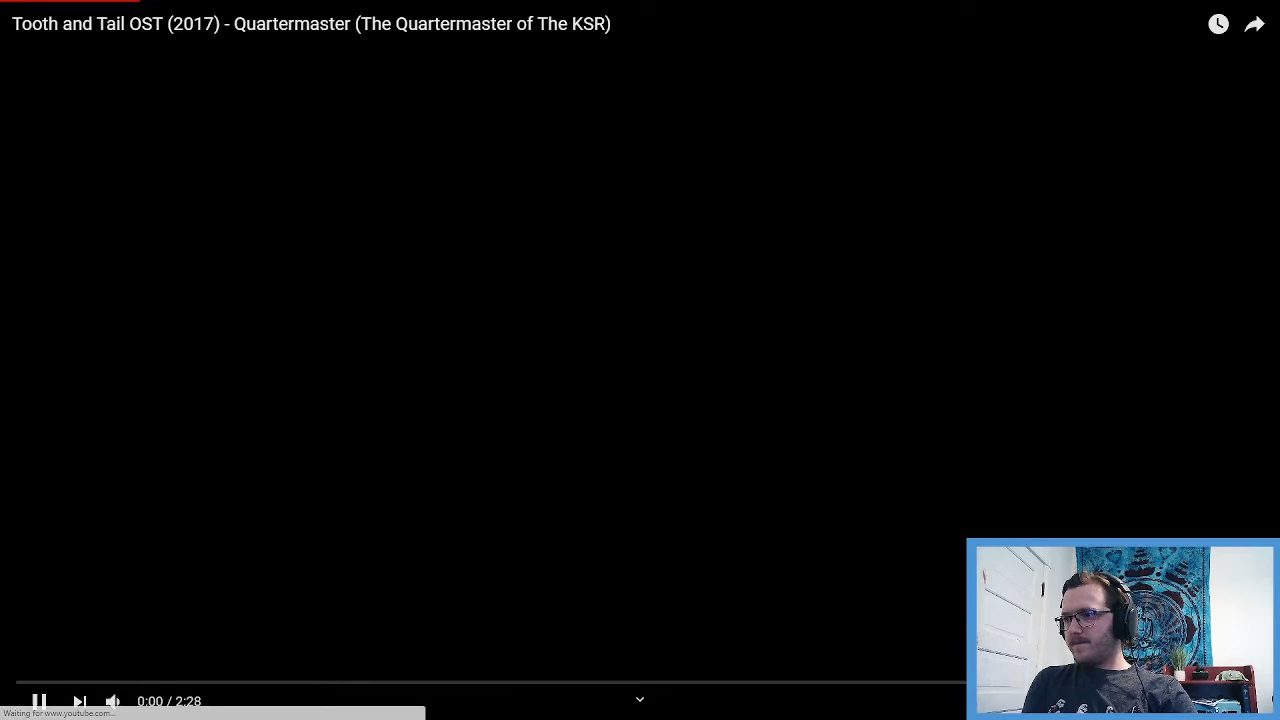 Tooth and Tail OST (2017) - Quartermaster (The Quartermaster of The KSR)
0:00 / 2:28
Waiting for www.youtube.com...